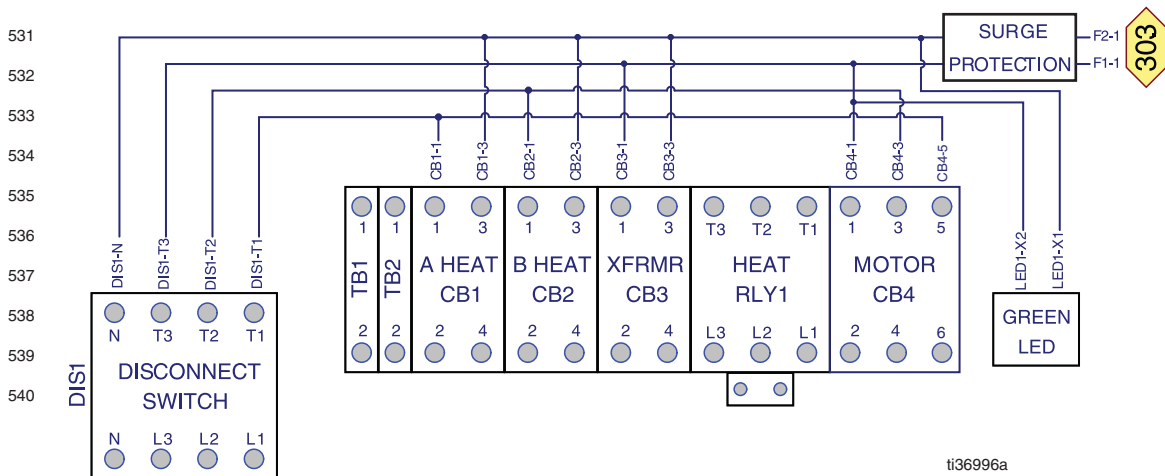 531
532
533
534
535
536
537
538
539
540
SURGE
PROTECTION
F2-1
F1-1
303
DIS1-N
DIS1-T3
DIS1-T2
DIS1-T1
CB1-1
CB1-3
CB2-1
CB2-3
CB3-1
CB3-3
CB4-1
CB4-3
CB4-5
LED1-X2
LED1-X1
1
TB1
2
1
TB2
2
1 3
A HEAT
CB1
2 4
1 3
B HEAT
CB2
2 4
1 3
XFRMR
CB3
2 4
T3 T2 T1
HEAT
RLY1
L3 L2 L1
1 3 5
MOTOR
CB4
2 4 6
GREEN
LED
DIS1
N T3 T2 T1
DISCONNECT
SWITCH
N L3 L2 L1
ti36996a